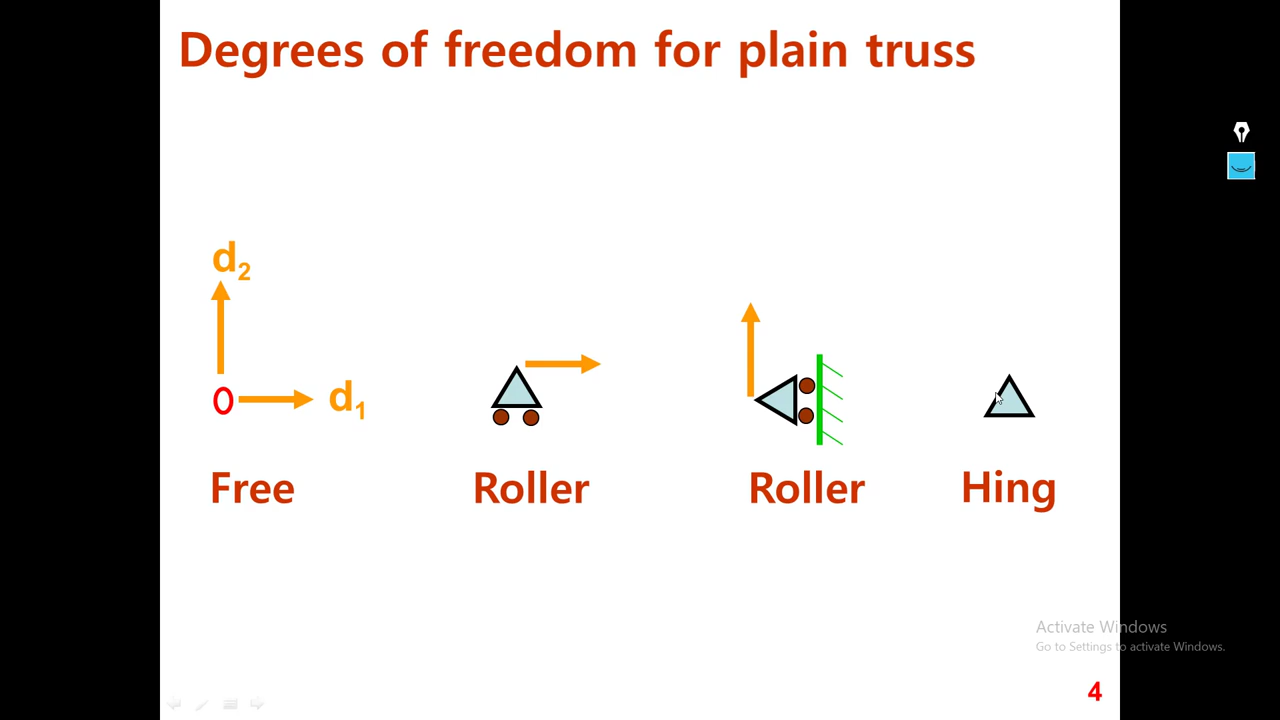 Degrees of freedom for plain truss
d2
d1
Free
Roller
Roller
Hing
Activate Windows
Go to Settings to activate Windows.
4